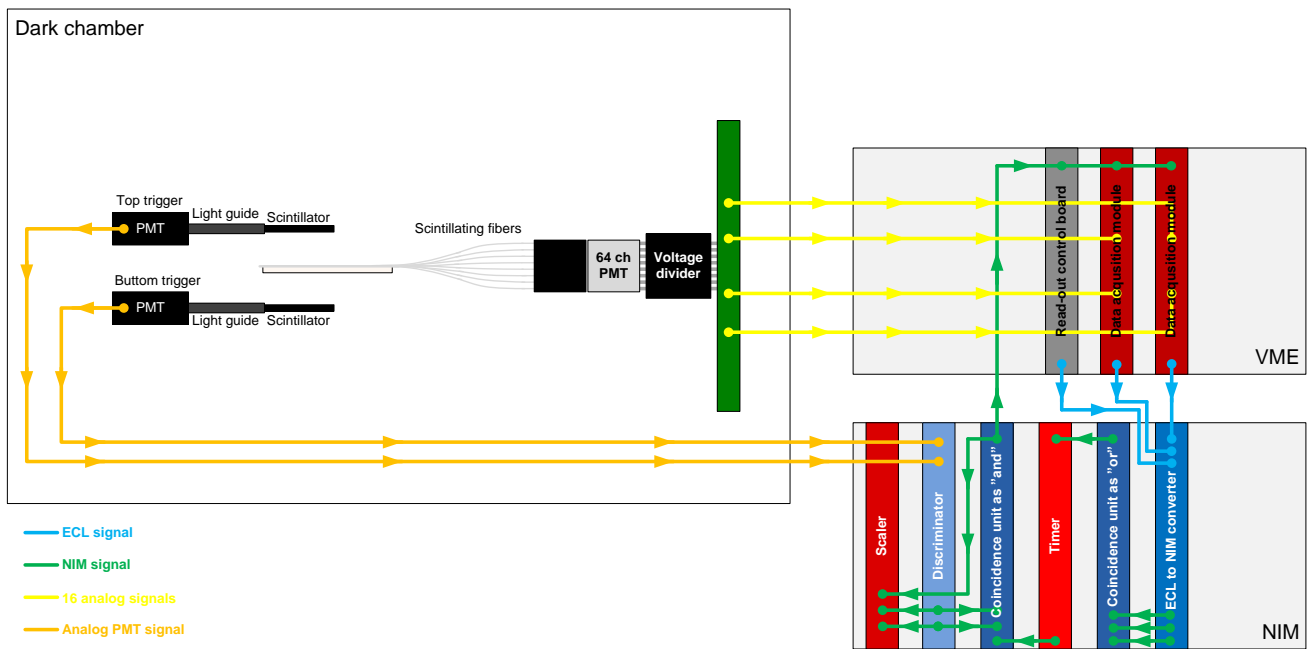 Dark chamber
Top trigger
PMT
Light guide
Scintillator
Buttom trigger
PMT
Light guide
Scintillator
Scintillating fibers
64 ch
PMT
Voltage
divider
Read-out control board
Data acqusition module
Data acqusition module
VME
Scaler
Discriminator
Coincidence unit as "and"
Timer
Coincidence unit as "or"
ECL to NIM converter
NIM
ECL signal
NIM signal
16 analog signals
Analog PMT signal